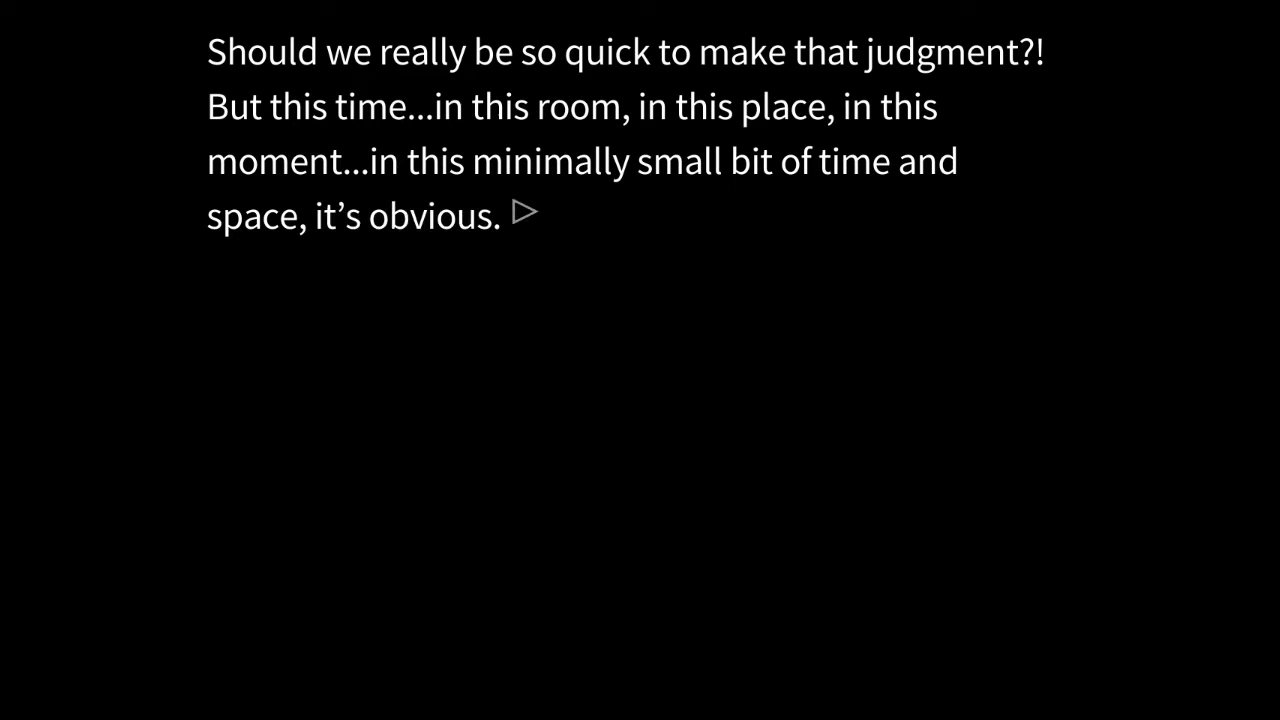 Should we really be so quick to make that judgment?!
But this time...in this room, in this place, in this
moment...in this minimally small bit of time and
space, it’s obvious.